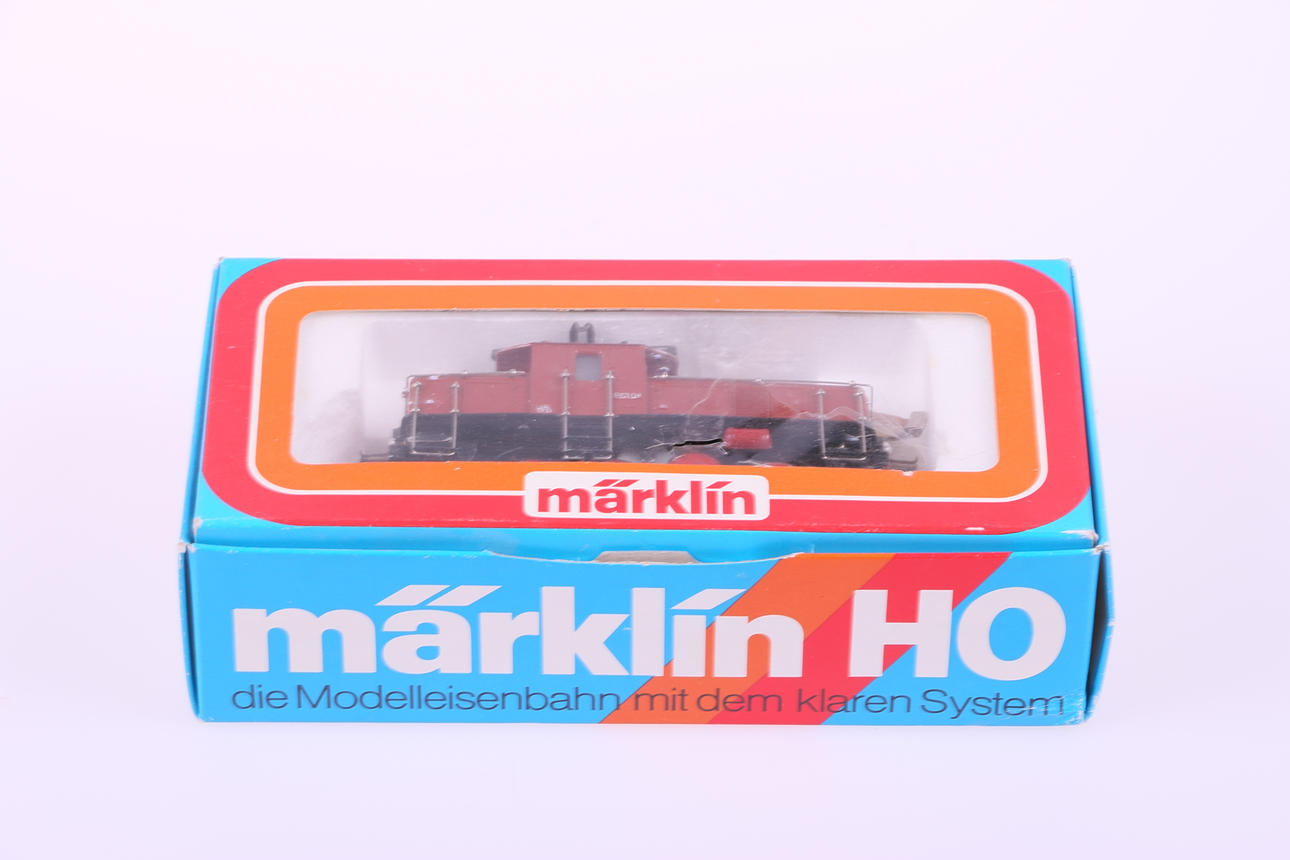 märklin
märklin HO
die Modelleisenbahn mit dem klaren System